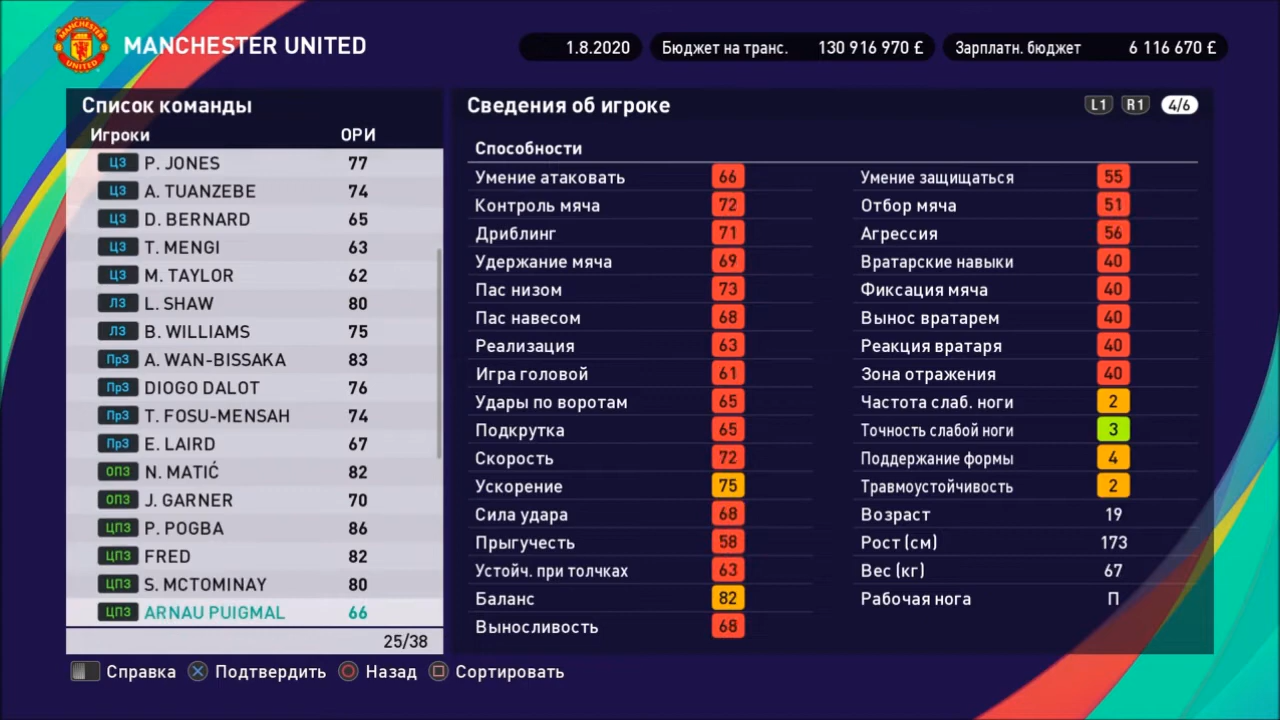 MANCHESTER UNITED
1.8.2020
Бюджет на транс. 130 916 970 £
Зарплатн. бюджет 6 116 670 £
MANCHESTER UNITED
Список команды
Игроки ОРИ
ЦЗ P. JONES 77
ЦЗ A. TUANZEBE 74
ЦЗ D. BERNARD 65
ЦЗ T. MENGI 63
ЦЗ M. TAYLOR 62
ЛЗ L. SHAW 80
ЛЗ B. WILLIAMS 75
ПрЗ A. WAN-BISSAKA 83
ПрЗ DIOGO DALOT 76
ПрЗ T. FOSU-MENSAH 74
ПрЗ E. LAIRD 67
ОПЗ N. MATIĆ 82
ОПЗ J. GARNER 70
ЦПЗ P. POGBA 86
ЦПЗ FRED 82
ЦПЗ S. MCTOMINAY 80
ЦПЗ ARNAU PUIGMAL 66
25/38
Сведения об игроке
L1 R1 4/6
Способности
Умение атаковать 66
Контроль мяча 72
Дриблинг 71
Удержание мяча 69
Пас низом 73
Пас навесом 68
Реализация 63
Игра головой 61
Удары по воротам 65
Подкрутка 65
Скорость 72
Ускорение 75
Сила удара 68
Прыгучесть 58
Устойч. при толчках 63
Баланс 82
Выносливость 68
Умение защищаться 55
Отбор мяча 51
Агрессия 56
Вратарские навыки 40
Фиксация мяча 40
Вынос вратарем 40
Реакция вратаря 40
Зона отражения 40
Частота слаб. ноги 2
Точность слабой ноги 3
Поддержание формы 4
Травмоустойчивость 2
Возраст 19
Рост (см) 173
Вес (кг) 67
Рабочая нога П
Справка Подтвердить Назад Сортировать